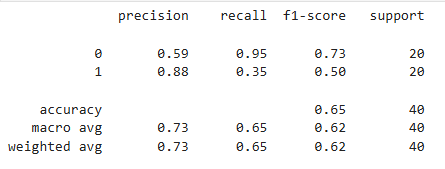 precision recall f1-score support
0 0.59 0.95 0.73 20
1 0.88 0.35 0.50 20
accuracy 0.65 40
macro avg 0.73 0.65 0.62 40
weighted avg 0.73 0.65 0.62 40